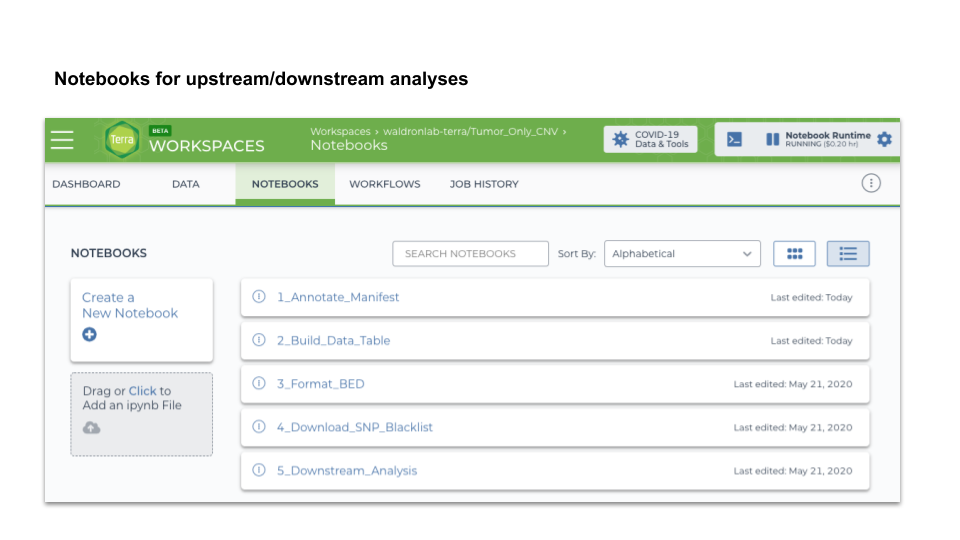 Notebooks for upstream/downstream analyses
Terra
BETA
WORKSPACES
Workspaces › waldronlab-terra/Tumor_Only_CNV ›
Notebooks
COVID-19
Data & Tools
Notebook Runtime
RUNNING ($0.20 hr)
DASHBOARD
DATA
NOTEBOOKS
WORKFLOWS
JOB HISTORY
NOTEBOOKS
SEARCH NOTEBOOKS
Sort By:
Alphabetical
Create a
New Notebook
Drag or Click to
Add an ipynb File
1_Annotate_Manifest
Last edited: Today
2_Build_Data_Table
Last edited: Today
3_Format_BED
Last edited: May 21, 2020
4_Download_SNP_Blacklist
Last edited: May 21, 2020
5_Downstream_Analysis
Last edited: May 21, 2020